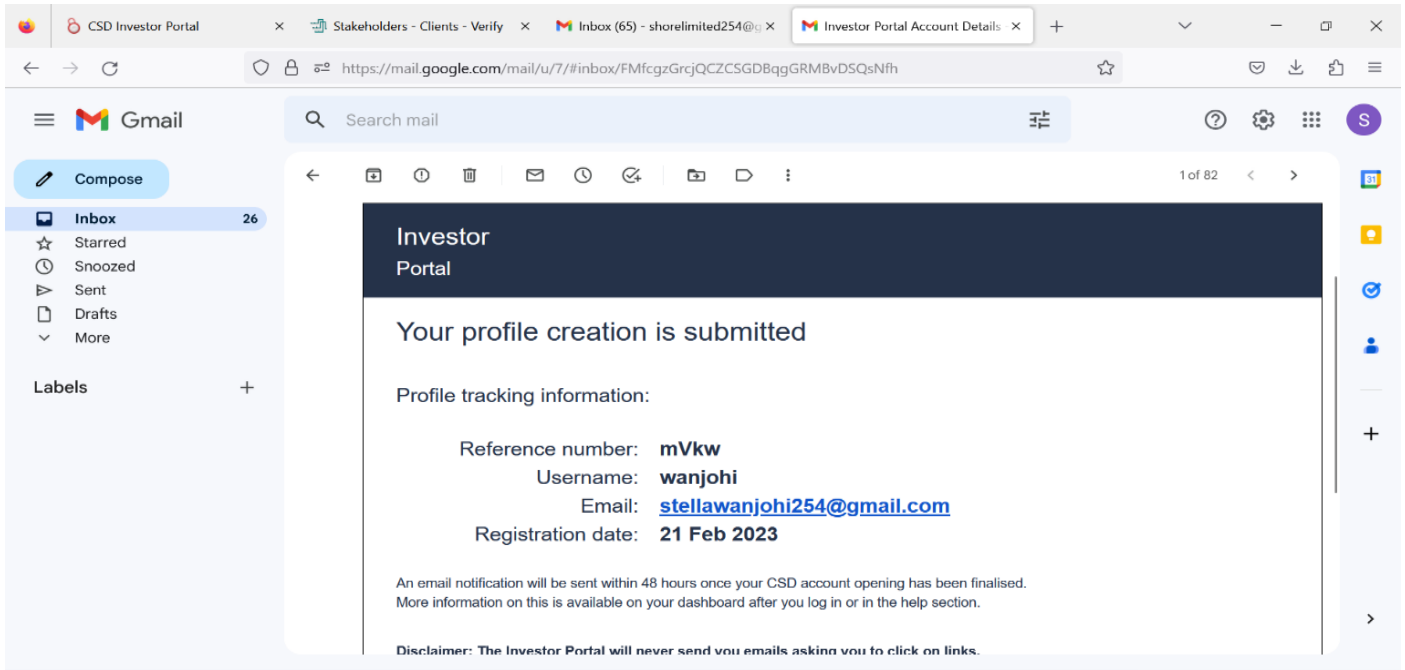 CSD Investor Portal
Stakeholders - Clients - Verify
Inbox (65) - shorelimited254@g
Investor Portal Account Details
https://mail.google.com/mail/u/7/#inbox/FMfcgzGrcjQCZCSGDBqgGRMBvDSQsNfh
Gmail
Search mail
S
Compose
1 of 82
31
Inbox 26
Starred
Snoozed
Sent
Drafts
More
Labels
Investor
Portal
Your profile creation is submitted
Profile tracking information:
Reference number: mVkw
Username: wanjohi
Email: stellawanjohi254@gmail.com
Registration date: 21 Feb 2023
An email notification will be sent within 48 hours once your CSD account opening has been finalised.
More information on this is available on your dashboard after you log in or in the help section.
Disclaimer: The Investor Portal will never send you emails asking you to click on links.